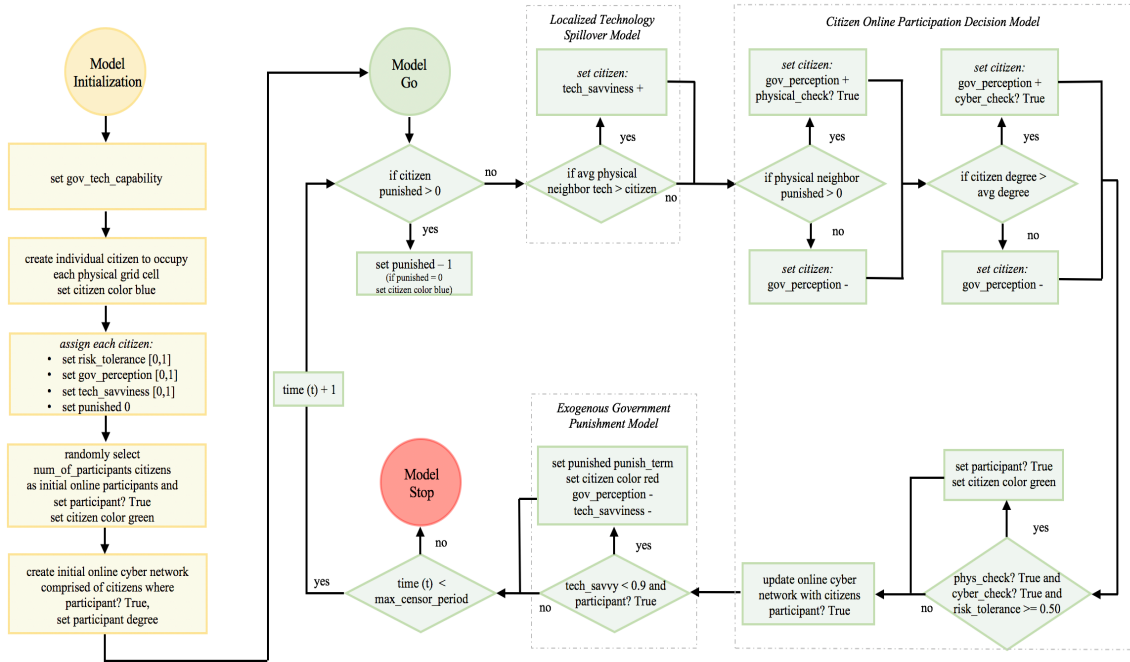 Model
Initialization
set gov_tech_capability
create individual citizen to occupy
each physical grid cell
set citizen color blue
assign each citizen:
• set risk_tolerance [0,1]
• set gov_perception [0,1]
• set tech_savviness [0,1]
• set punished 0
randomly select
num_of_participants citizens
as initial online participants and
set participant? True
set citizen color green
create initial online cyber network
comprised of citizens where
participant? True,
set participant degree
Model
Go
if citizen
punished > 0
no
yes
set punished – 1
(if punished = 0
set citizen color blue)
time (t) + 1
Localized Technology
Spillover Model
set citizen:
tech_savviness +
yes
if avg physical
neighbor tech > citizen
no
Citizen Online Participation Decision Model
set citizen:
gov_perception +
physical_check? True
yes
if physical neighbor
punished > 0
no
set citizen:
gov_perception -
set citizen:
gov_perception +
cyber_check? True
yes
if citizen degree >
avg degree
no
set citizen:
gov_perception -
set participant? True
set citizen color green
yes
phys_check? True and
cyber_check? True and
risk_tolerance >= 0.50
no
update online cyber
network with citizens
participant? True
Exogenous Government
Punishment Model
set punished punish_term
set citizen color red
gov_perception -
tech_savviness -
yes
tech_savvy < 0.9 and
participant? True
no
Model
Stop
no
time (t) <
max_censor_period
yes